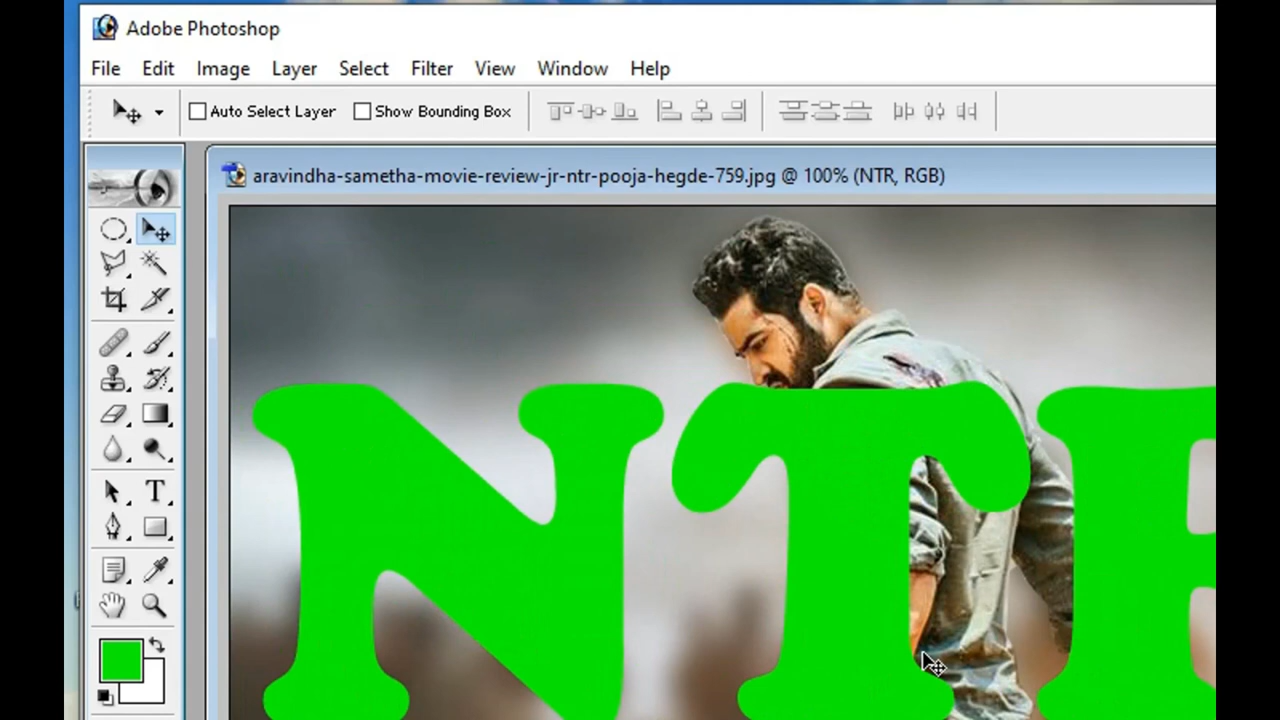 Adobe Photoshop
File Edit Image Layer Select Filter View Window Help
Auto Select Layer Show Bounding Box
aravindha-sametha-movie-review-jr-ntr-pooja-hegde-759.jpg @ 100% (NTR, RGB)
NTR
T